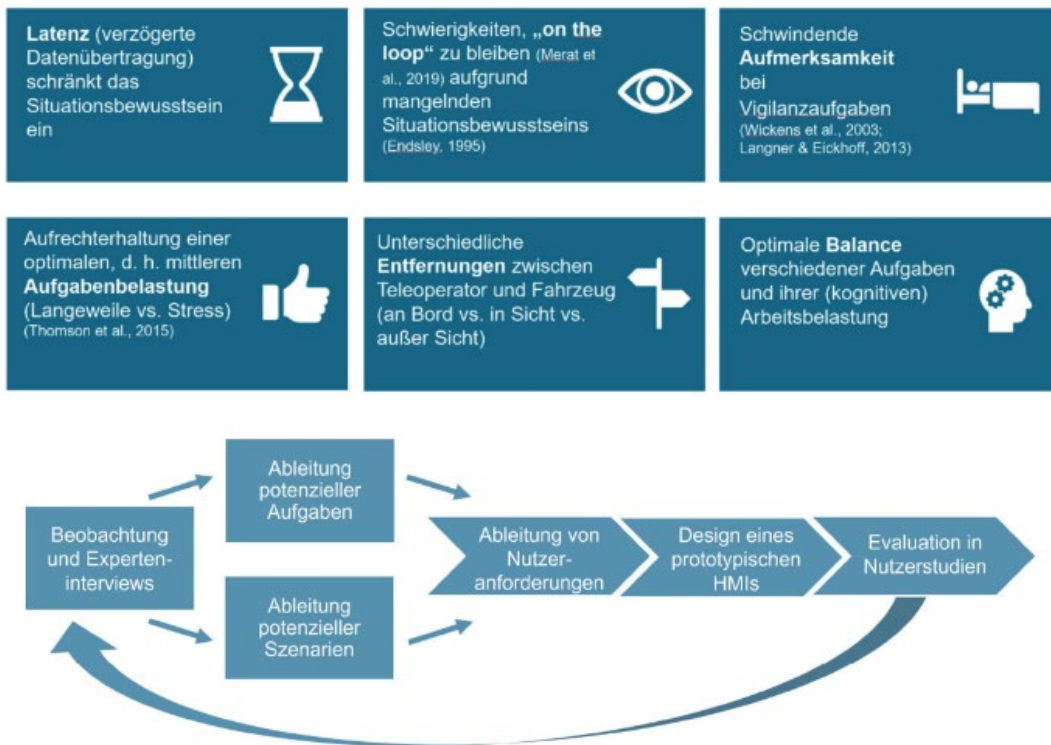 Latenz (verzögerte
Datenübertragung)
schränkt das
Situationsbewusstsein
ein
Schwierigkeiten, „on the
loop“ zu bleiben (Merat et
al., 2019) aufgrund
mangelnden
Situationsbewusstseins
(Endsley, 1995)
Schwindende
Aufmerksamkeit
bei
Vigilanzaufgaben
(Wickens et al., 2003;
Langner & Eickhoff, 2013)
Aufrechterhaltung einer
optimalen, d. h. mittleren
Aufgabenbelastung
(Langeweile vs. Stress)
(Thomson et al., 2015)
Unterschiedliche
Entfernungen zwischen
Teleoperator und Fahrzeug
(an Bord vs. in Sicht vs.
außer Sicht)
Optimale Balance
verschiedener Aufgaben
und ihrer (kognitiven)
Arbeitsbelastung
Beobachtung
und Experten-
interviews
Ableitung
potenzieller
Aufgaben
Ableitung
potenzieller
Szenarien
Ableitung von
Nutzer-
anforderungen
Design eines
prototypischen
HMIs
Evaluation in
Nutzerstudien